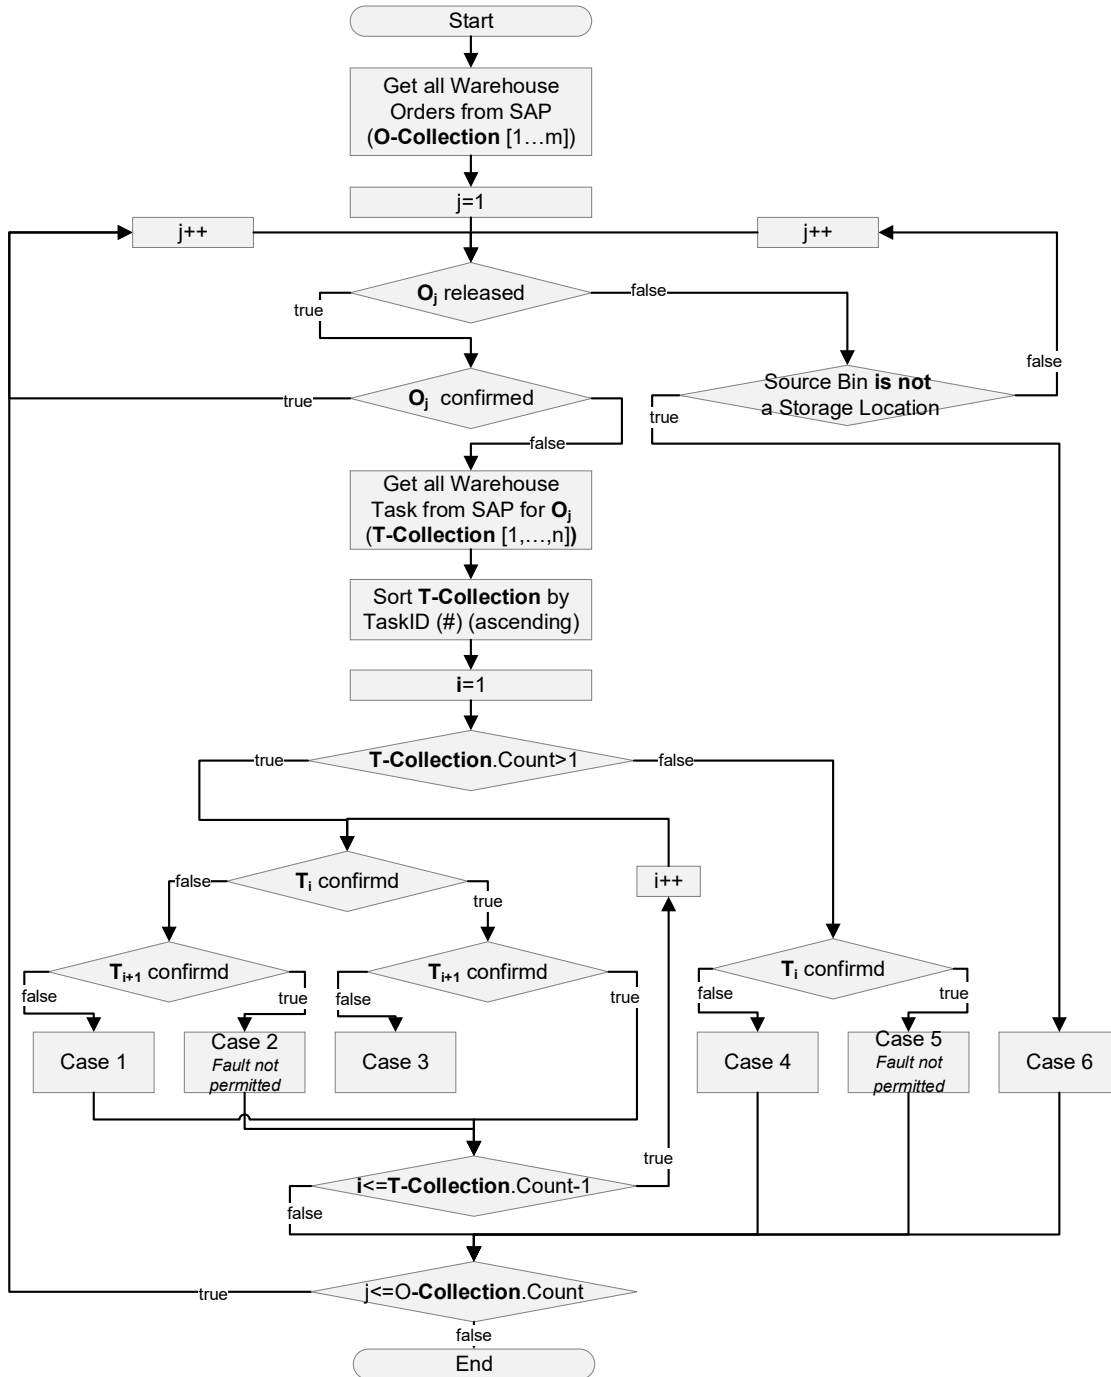 Start
Get all Warehouse
Orders from SAP
(O-Collection [1…m])
j=1
j++
j++
Oj released
false
true
Source Bin is not
a Storage Location
false
true
Oj confirmed
true
false
Get all Warehouse
Task from SAP for Oj
(T-Collection [1,…,n])
Sort T-Collection by
TaskID (#) (ascending)
i=1
T-Collection.Count>1
true
false
Ti confirmd
false
true
i++
Ti+1 confirmd
false
true
Ti+1 confirmd
false
true
Ti confirmd
false
true
Case 1
Case 2
Fault not
permitted
Case 3
Case 4
Case 5
Fault not
permitted
Case 6
i<=T-Collection.Count-1
true
false
j<=O-Collection.Count
true
false
End